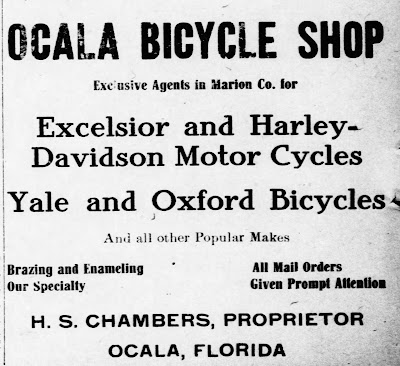 OCALA BICYCLE SHOP
Exclusive Agents in Marion Co. for
Excelsior and Harley-
Davidson Motor Cycles
Yale and Oxford Bicycles
And all other Popular Makes
Brazing and Enameling
Our Specialty
All Mail Orders
Given Prompt Attention
H. S. CHAMBERS, PROPRIETOR
OCALA, FLORIDA